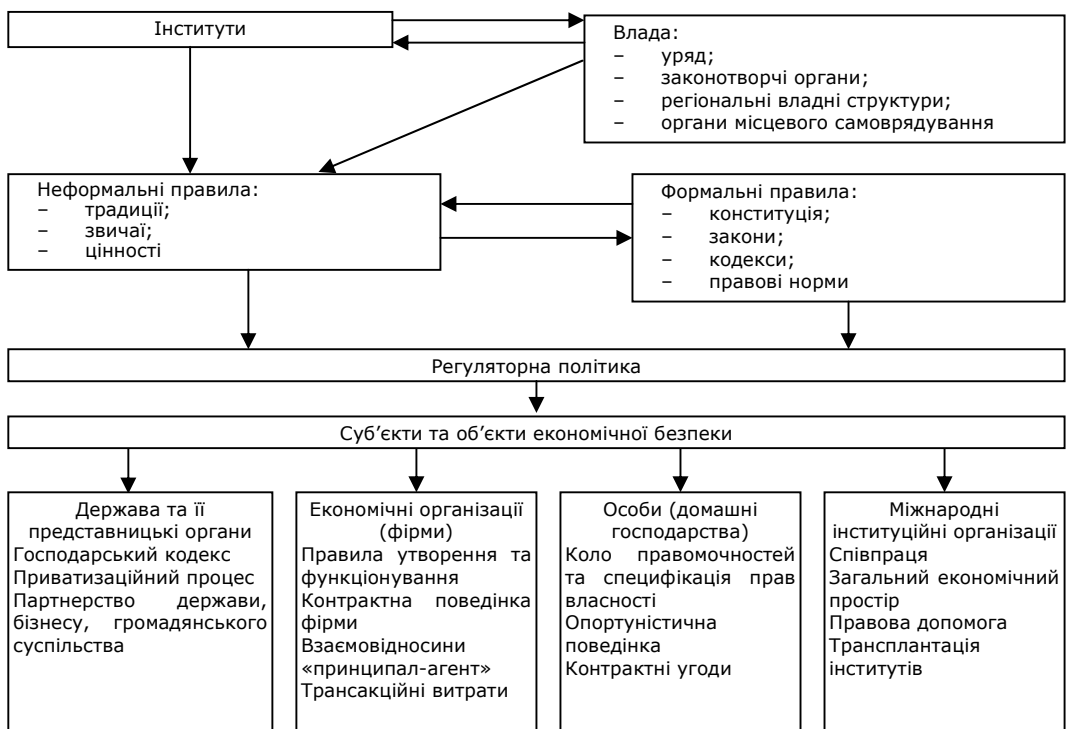 Інститути
Влада:
– уряд;
– законотворчі органи;
– регіональні владні структури;
– органи місцевого самоврядування
Неформальні правила:
– традиції;
– звичаї;
– цінності
Формальні правила:
– конституція;
– закони;
– кодекси;
– правові норми
Регуляторна політика
Суб’єкти та об’єкти економічної безпеки
Держава та її
представницькі органи
Господарський кодекс
Приватизаційний процес
Партнерство держави,
бізнесу, громадянського
суспільства
Економічні організації
(фірми)
Правила утворення та
функціонування
Контрактна поведінка
фірми
Взаємовідносини
«принципал-агент»
Трансакційні витрати
Особи (домашні
господарства)
Коло правомочностей
та специфікація прав
власності
Опортуністична
поведінка
Контрактні угоди
Міжнародні
інституційні організації
Співпраця
Загальний економічний
простір
Правова допомога
Трансплантація
інститутів